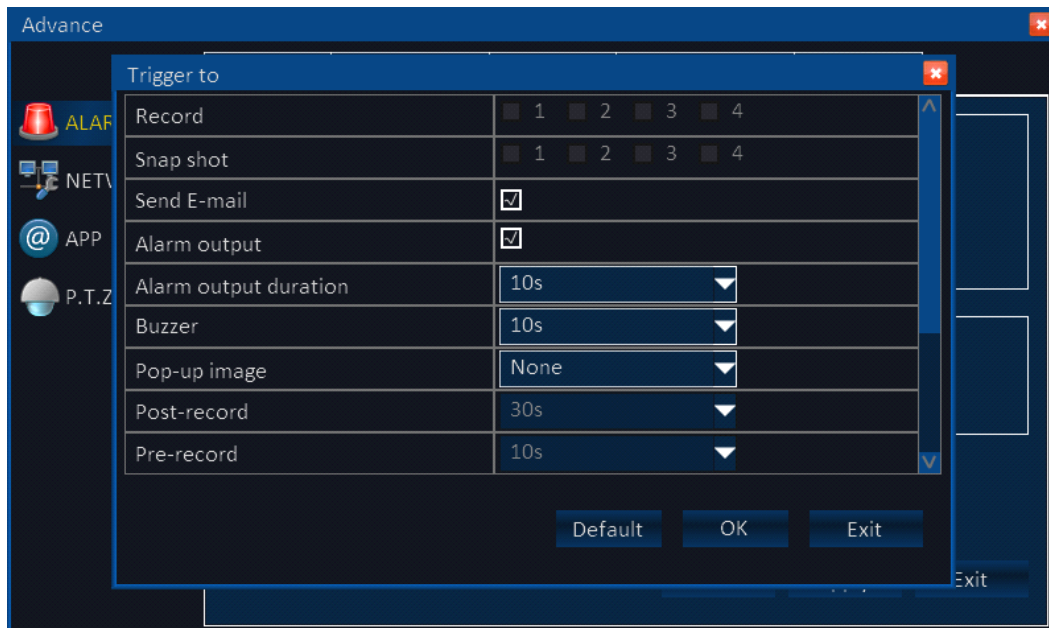 Advance
Trigger to
Record 1 2 3 4
Snap shot 1 2 3 4
Send E-mail
Alarm output
Alarm output duration 10s
Buzzer 10s
Pop-up image None
Post-record 30s
Pre-record 10s
Default OK Exit
ALAR
NETW
@ APP
P.T.Z
Exit